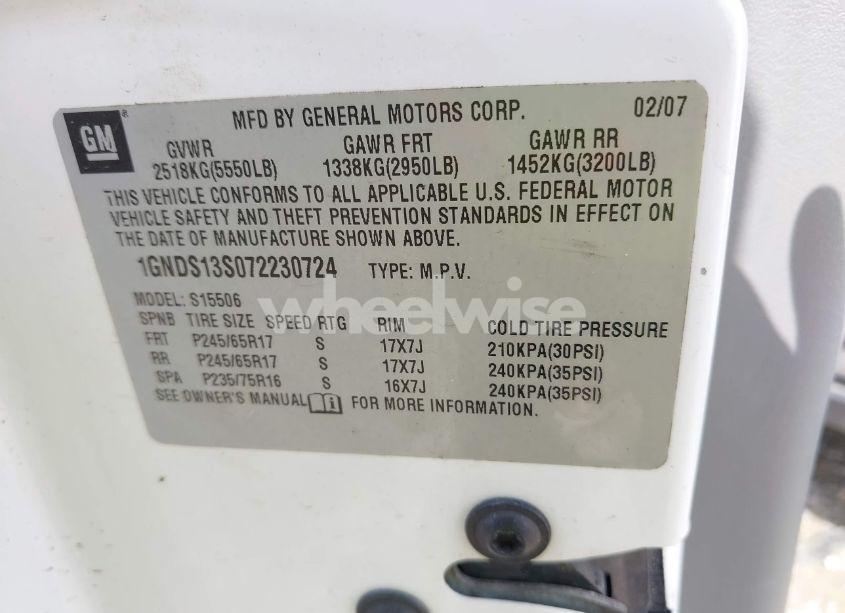 GM
®
MFD BY GENERAL MOTORS CORP. 02/07
GVWR GAWR FRT GAWR RR
2518KG(5550LB) 1338KG(2950LB) 1452KG(3200LB)
THIS VEHICLE CONFORMS TO ALL APPLICABLE U.S. FEDERAL MOTOR
VEHICLE SAFETY AND THEFT PREVENTION STANDARDS IN EFFECT ON
THE DATE OF MANUFACTURE SHOWN ABOVE.
1GNDS13S072230724 TYPE: M.P.V.
MODEL: S15506
wheelwise
SPNB TIRE SIZE SPEED RTG RIM COLD TIRE PRESSURE
FRT P245/65R17 S 17X7J 210KPA(30PSI)
RR P245/65R17 S 17X7J 240KPA(35PSI)
SPA P235/75R16 S 16X7J 240KPA(35PSI)
SEE OWNER'S MANUAL FOR MORE INFORMATION.